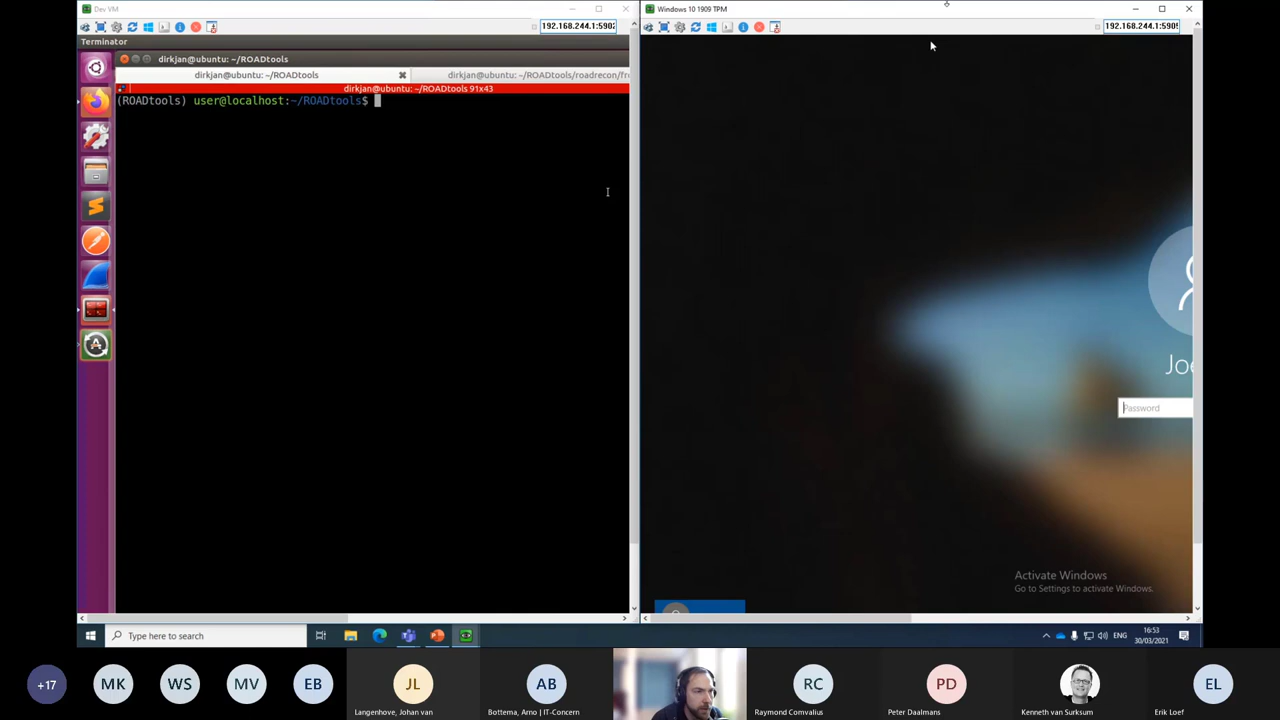 Dev VM
192.168.244.1:5902
Windows 10 1909 TPM
192.168.244.1:5905
Terminator
dirkjan@ubuntu: ~/ROADtools
dirkjan@ubuntu: ~/ROADtools
dirkjan@ubuntu: ~/ROADtools/roadrecon/fro
dirkjan@ubuntu: ~/ROADtools 91x43
(ROADtools) user@localhost:~/ROADtools$
Joe
Password
Activate Windows
Go to Settings to activate Windows.
Type here to search
ENG
16:53
30/03/2021
+17
MK
WS
MV
EB
JL
Langenhove, Johan van
AB
Bottema, Arno | IT-Concern
RC
Raymond Comvalius
PD
Peter Daalmans
Kenneth van Surksum
EL
Erik Loef